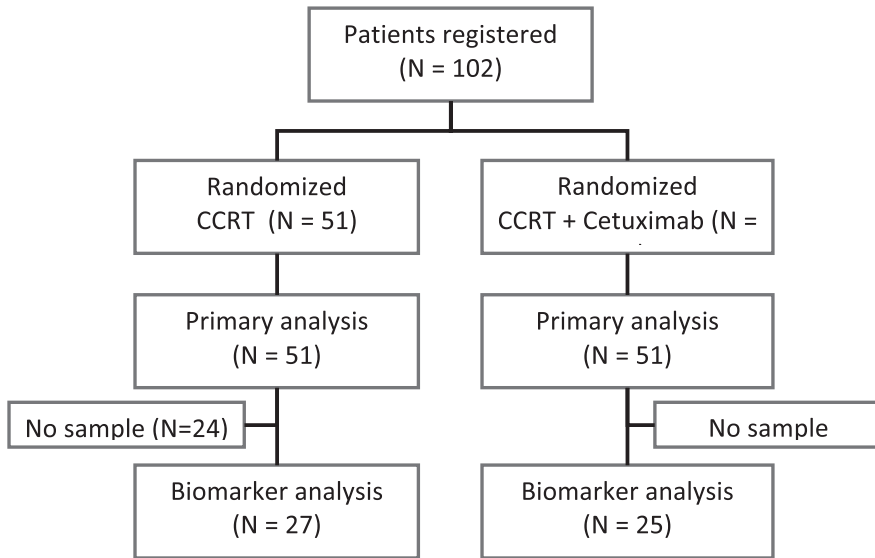 Patients registered
(N = 102)
Randomized
CCRT (N = 51)
Randomized
CCRT + Cetuximab (N =
Primary analysis
(N = 51)
Primary analysis
(N = 51)
No sample (N=24)
No sample
Biomarker analysis
(N = 27)
Biomarker analysis
(N = 25)